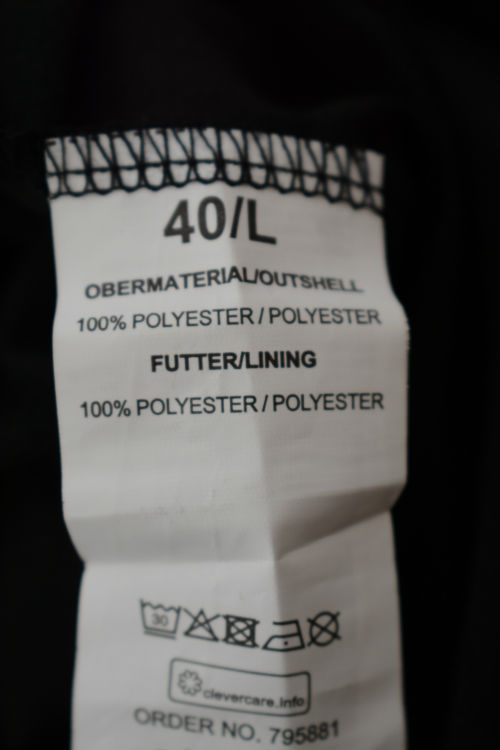 40/L
OBERMATERIAL/OUTSHELL
100% POLYESTER / POLYESTER
FUTTER/LINING
100% POLYESTER / POLYESTER
30
clevercare.info
ORDER NO. 795881